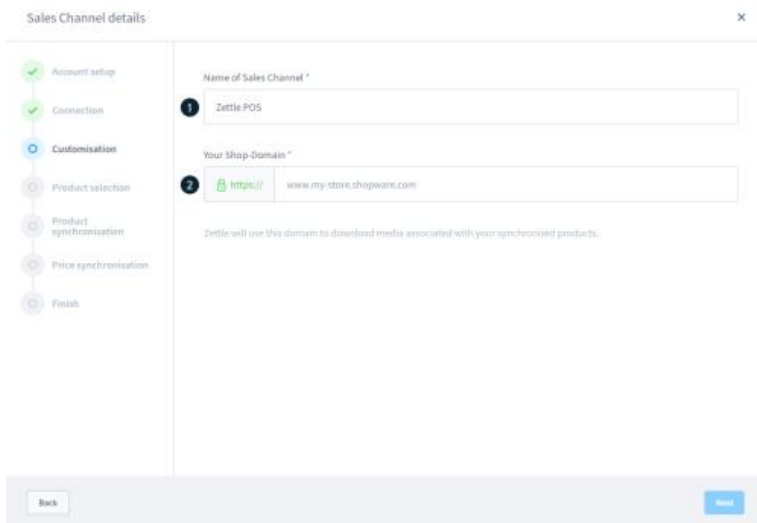 Sales Channel details
×
Account setup
Connection
Customisation
Product selection
Product
synchronisation
Price synchronisation
Finish
Name of Sales Channel *
1
Zettle POS
Your Shop-Domain *
2
https://
www.my-store.shopware.com
Zettle will use this domain to download media associated with your synchronised products.
Back
Next